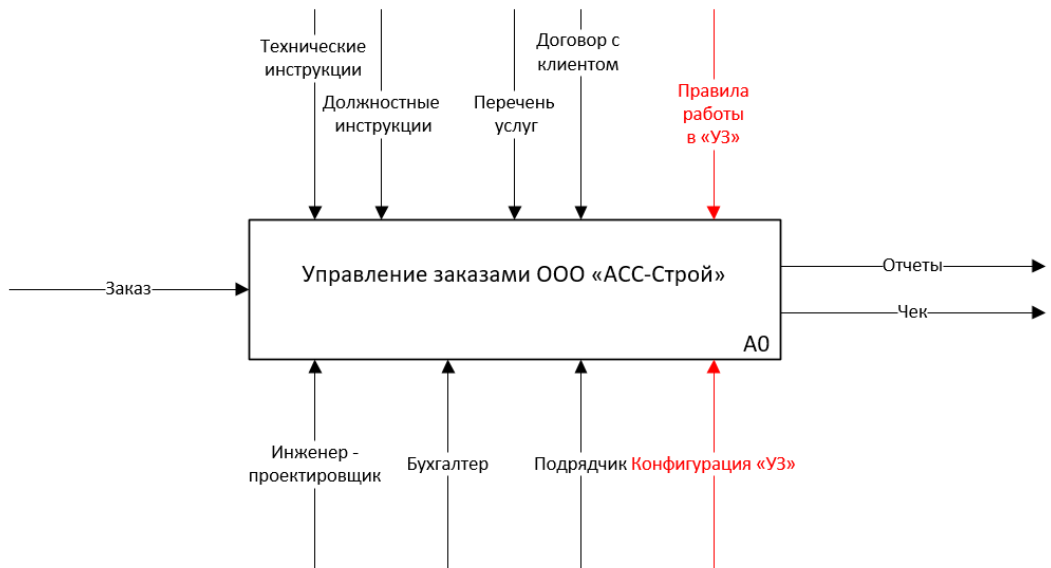 Технические
инструкции
Должностные
инструкции
Перечень
услуг
Договор с
клиентом
Правила
работы
в «УЗ»
Управление заказами ООО «АСС-Строй»
А0
Заказ
Отчеты
Чек
Инженер -
проектировщик
Бухгалтер
Подрядчик
Конфигурация «УЗ»